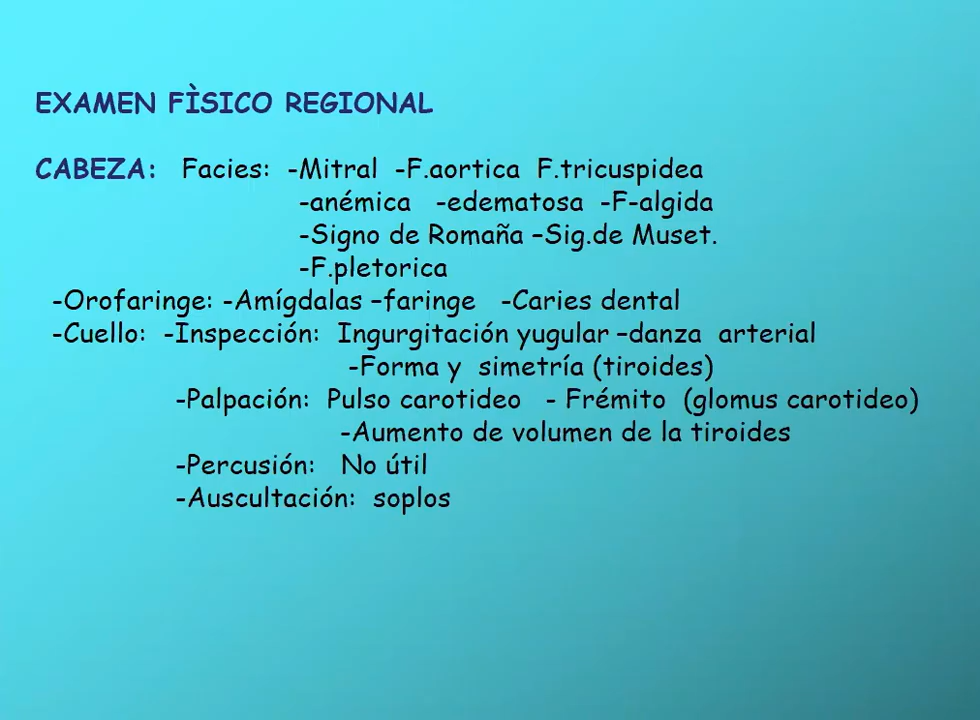 EXAMEN FÌSICO REGIONAL
CABEZA: Facies: -Mitral -F.aortica F.tricuspidea
-anémica -edematosa -F-algida
-Signo de Romaña –Sig.de Muset.
-F.pletorica
-Orofaringe: -Amígdalas –faringe -Caries dental
-Cuello: -Inspección: Ingurgitación yugular –danza arterial
-Forma y simetría (tiroides)
-Palpación: Pulso carotideo - Frémito (glomus carotideo)
-Aumento de volumen de la tiroides
-Percusión: No útil
-Auscultación: soplos